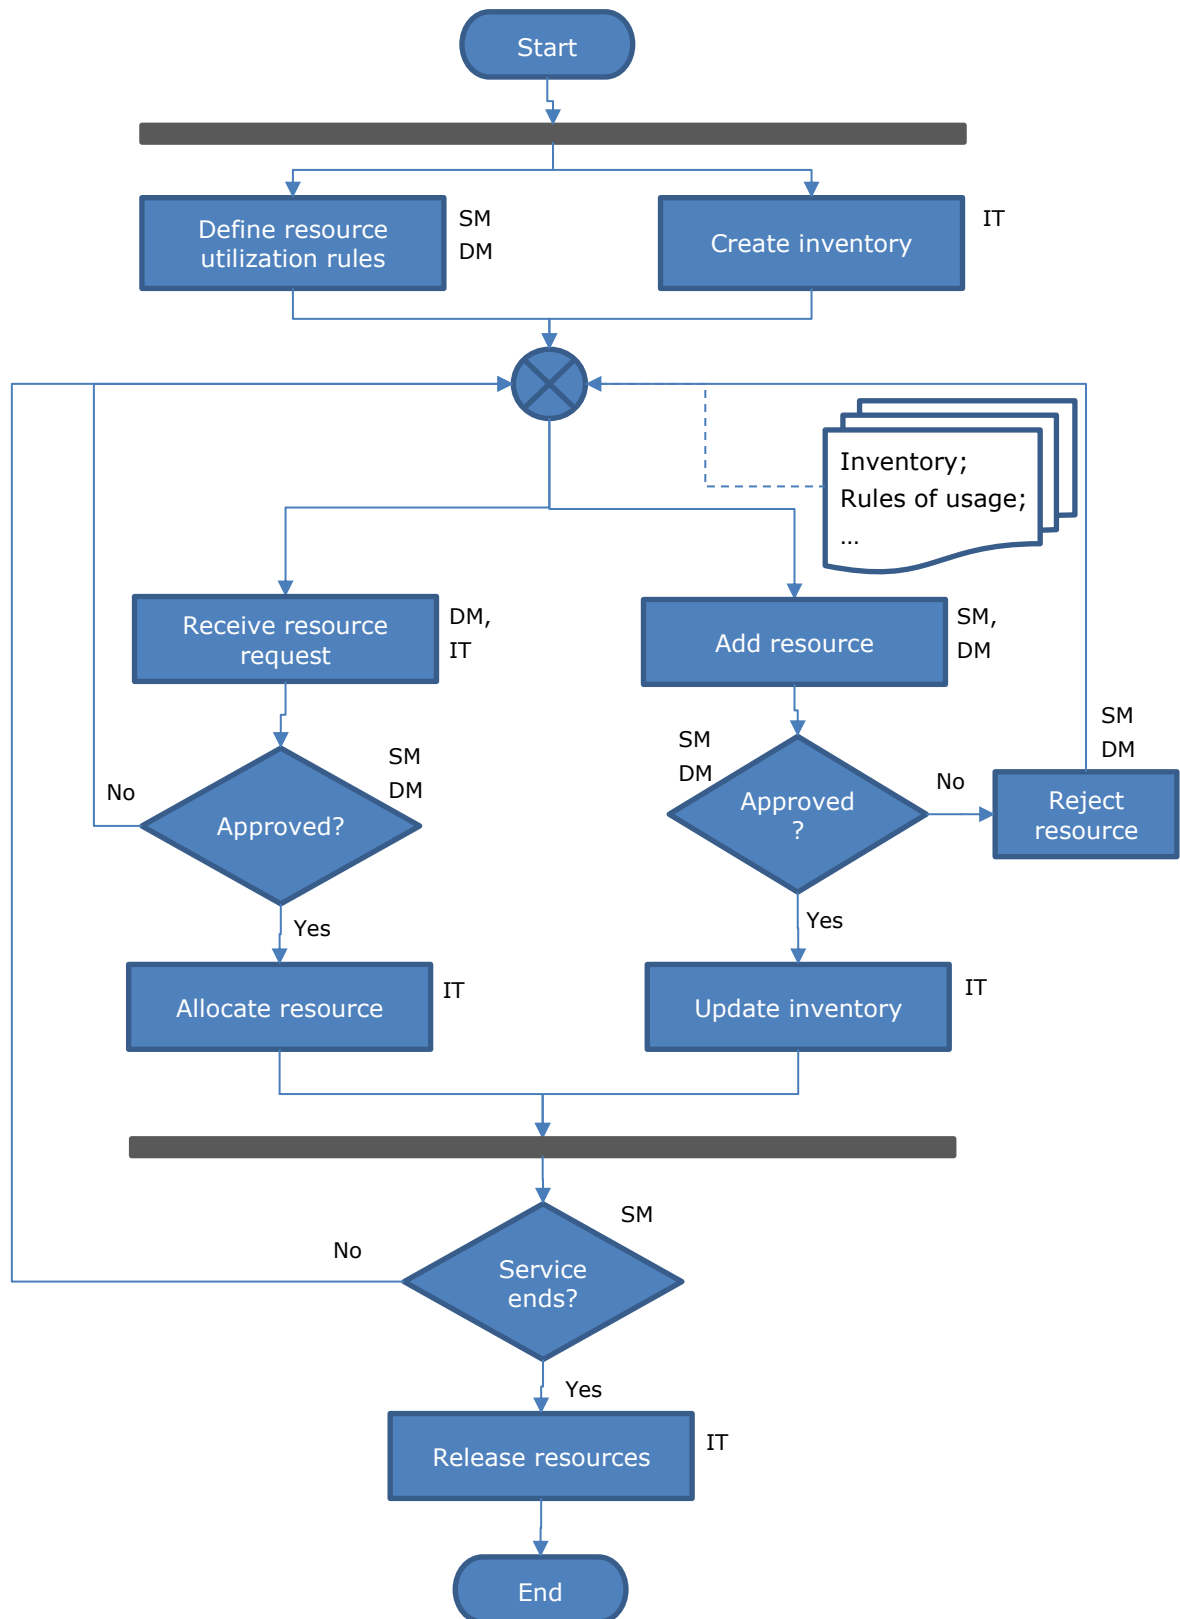 Start
Define resource
utilization rules
SM
DM
Create inventory
IT
Inventory;
Rules of usage;
...
Receive resource
request
DM,
IT
Add resource
SM,
DM
Approved?
SM
DM
No
Yes
SM
DM
Approved
?
No
Yes
SM
DM
Reject
resource
Allocate resource
IT
Update inventory
IT
Service
ends?
SM
No
Yes
Release resources
IT
End